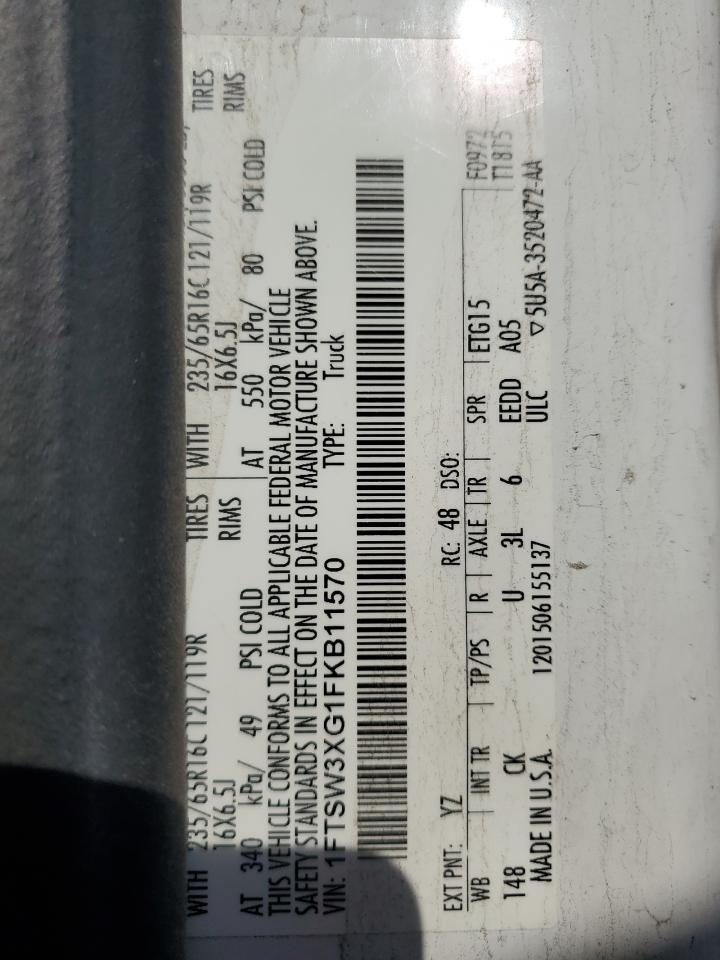 WITH 235/65R16C 121/119R TIRES WITH 235/65R16C 121/119R TIRES
16X6.5J RIMS 16X6.5J RIMS
AT 340 kPa/ 49 PSI COLD AT 550 kPa/ 80 PSI COLD
THIS VEHICLE CONFORMS TO ALL APPLICABLE FEDERAL MOTOR VEHICLE
SAFETY STANDARDS IN EFFECT ON THE DATE OF MANUFACTURE SHOWN ABOVE.
VIN: 1FTSW3XG1FKB11570 TYPE: Truck
EXT PNT: YZ RC: 48 DSO: F0972
WB INT TR TP/PS R AXLE TR SPR ETG15 T1815
148 CK U 3L 6 EEDD A05
MADE IN U.S.A. 1201506155137 ULC ▽5U5A-3520472-AA